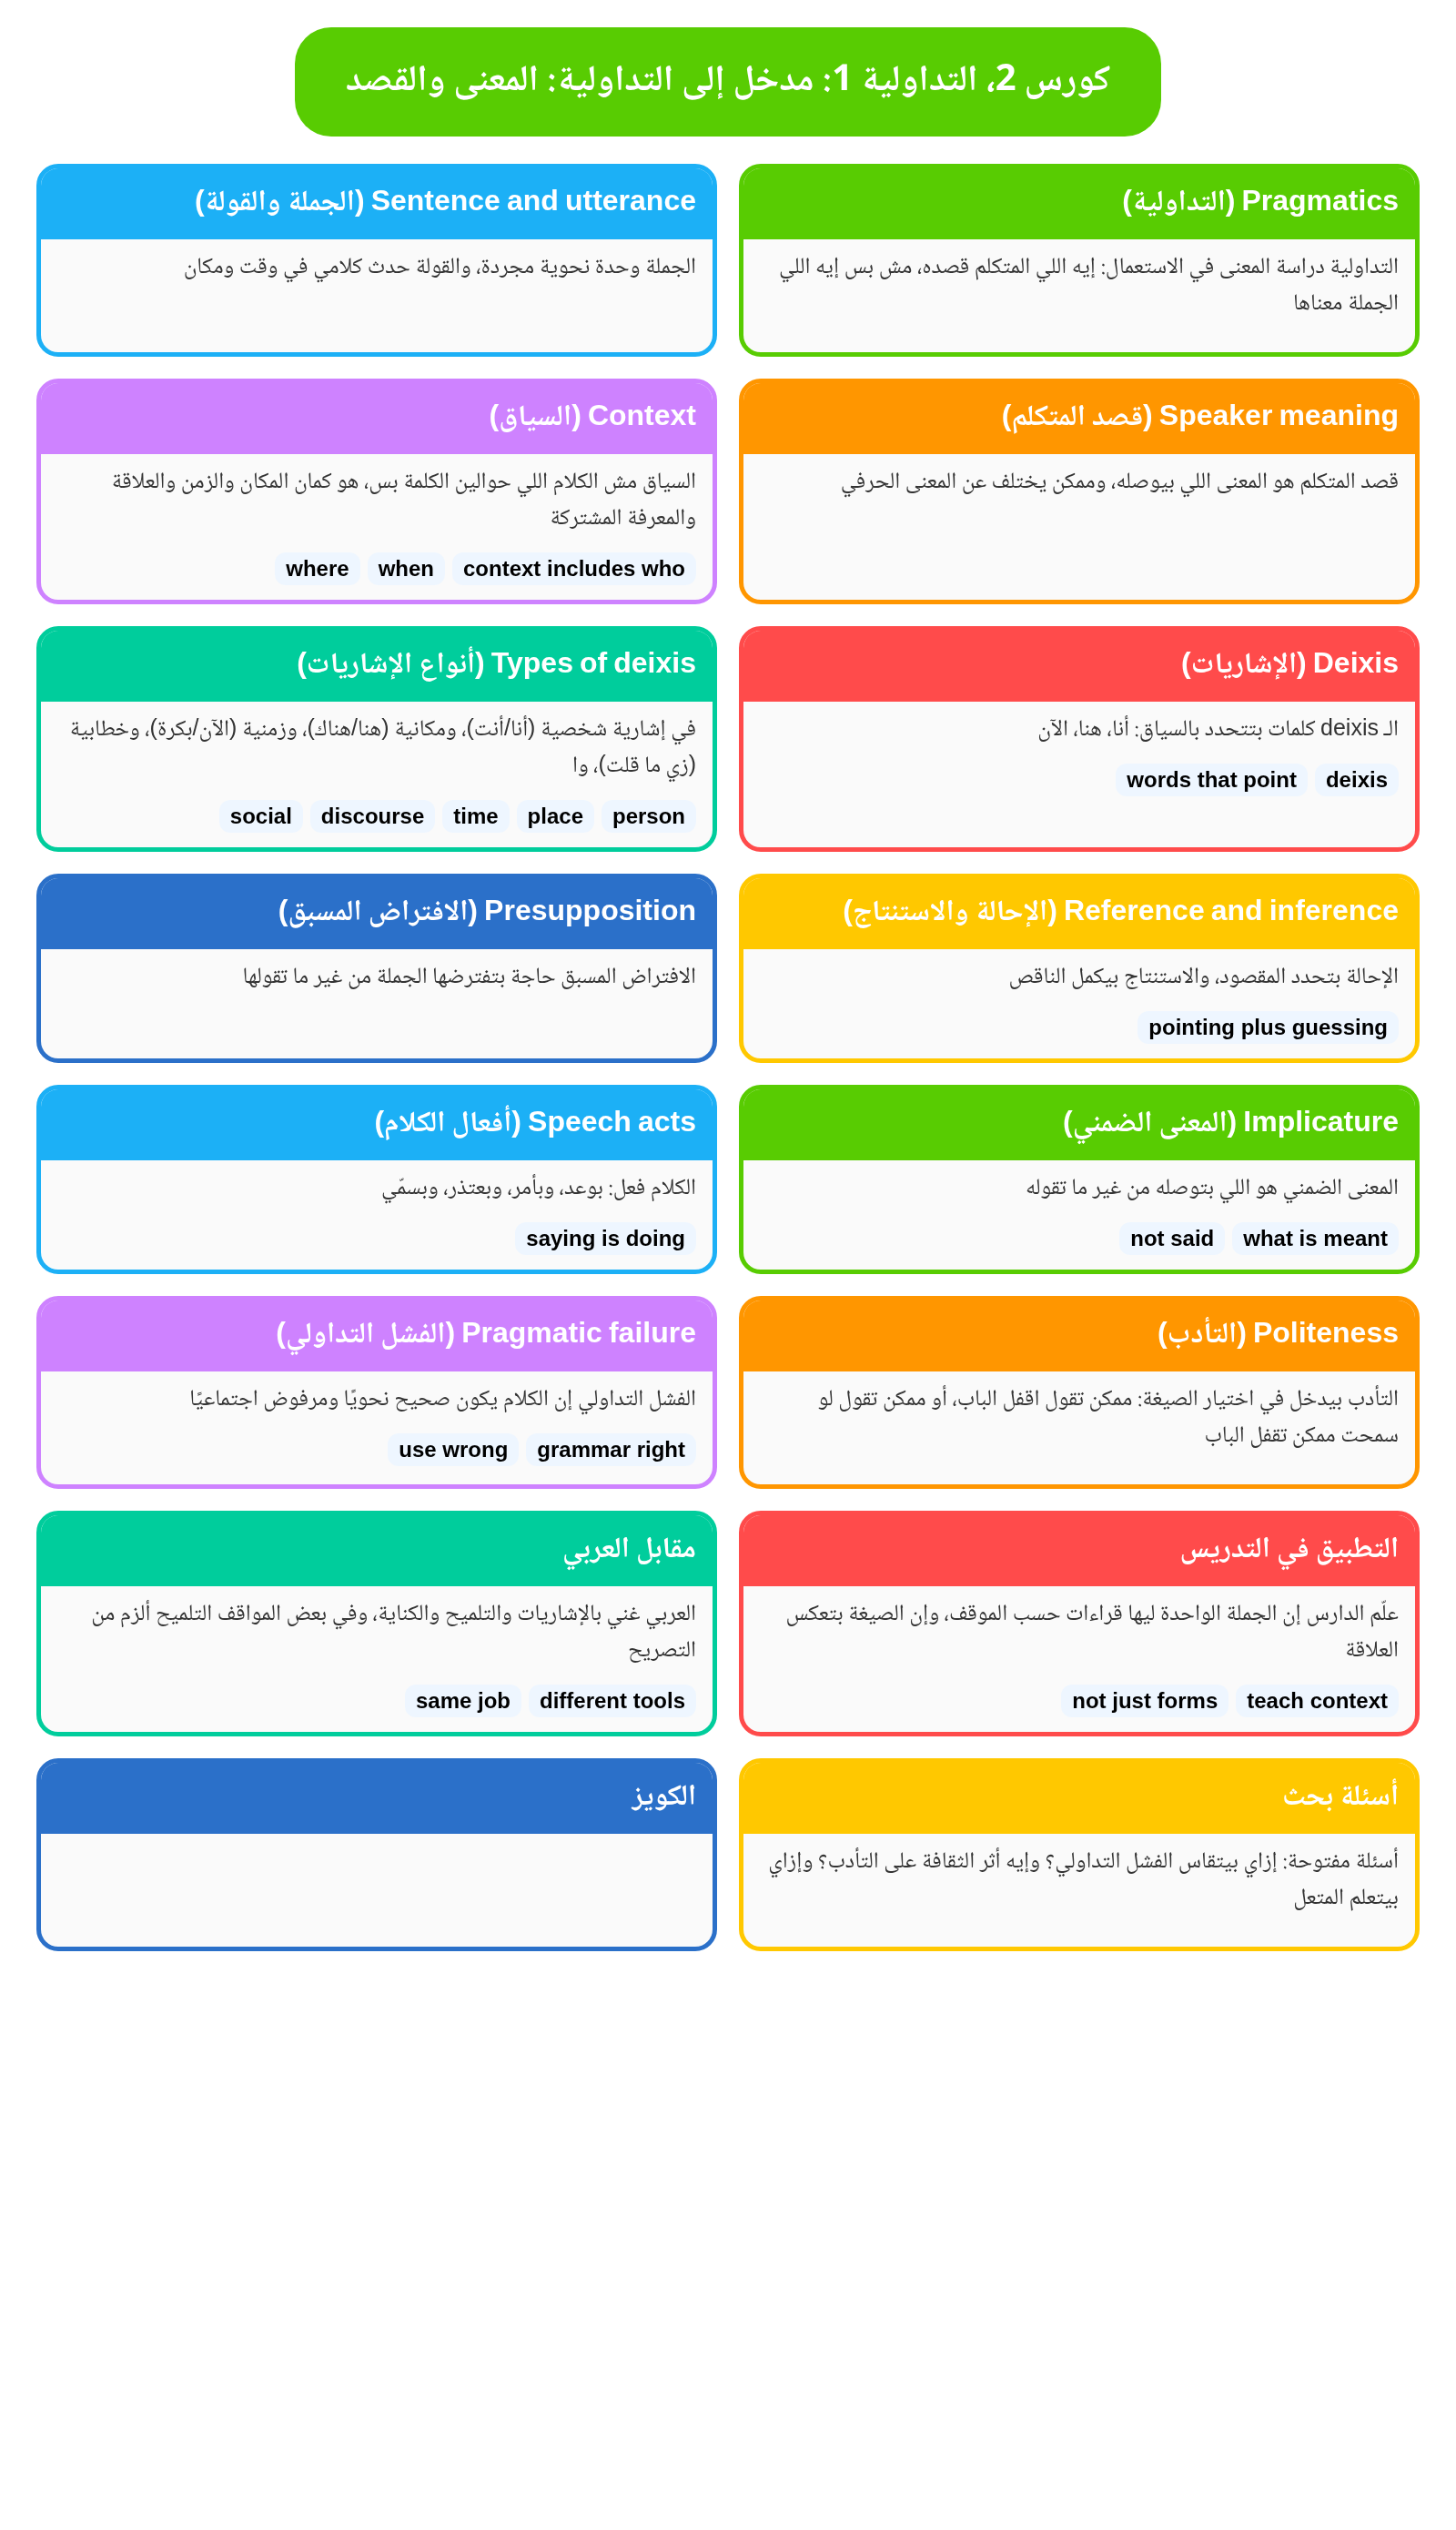 كورس 2، التداولية 1: مدخل إلى التداولية: المعنى والقصد
Pragmatics (التداولية)
التداولية دراسة المعنى في الاستعمال: إيه اللي المتكلم قصده، مش بس إيه اللي
الجملة معناها
Sentence and utterance (الجملة والقولة)
الجملة وحدة نحوية مجردة، والقولة حدث كلامي في وقت ومكان
Speaker meaning (قصد المتكلم)
قصد المتكلم هو المعنى اللي بيوصله، وممكن يختلف عن المعنى الحرفي
Context (السياق)
السياق مش الكلام اللي حوالين الكلمة بس، هو كمان المكان والزمن والعلاقة
والمعرفة المشتركة
context includes who when where
Deixis (الإشاريات)
الـ deixis كلمات بتتحدد بالسياق: أنا، هنا، الآن
deixis words that point
Types of deixis (أنواع الإشاريات)
في إشارية شخصية (أنا/أنت)، ومكانية (هنا/هناك)، وزمنية (الآن/بكرة)، وخطابية
(زي ما قلت)، وا
person place time discourse social
Reference and inference (الإحالة والاستنتاج)
الإحالة بتحدد المقصود، والاستنتاج بيكمل الناقص
pointing plus guessing
Presupposition (الافتراض المسبق)
الافتراض المسبق حاجة بتفترضها الجملة من غير ما تقولها
Implicature (المعنى الضمني)
المعنى الضمني هو اللي بتوصله من غير ما تقوله
what is meant not said
Speech acts (أفعال الكلام)
الكلام فعل: بوعد، وبأمر، وبعتذر، وبسمّي
saying is doing
Politeness (التأدب)
التأدب بيدخل في اختيار الصيغة: ممكن تقول اقفل الباب، أو ممكن تقول لو
سمحت ممكن تقفل الباب
Pragmatic failure (الفشل التداولي)
الفشل التداولي إن الكلام يكون صحيح نحويًا ومرفوض اجتماعيًا
grammar right use wrong
التطبيق في التدريس
علّم الدارس إن الجملة الواحدة ليها قراءات حسب الموقف، وإن الصيغة بتعكس
العلاقة
teach context not just forms
مقابل العربي
العربي غني بالإشاريات والتلميح والكناية، وفي بعض المواقف التلميح ألزم من
التصريح
different tools same job
أسئلة بحث
أسئلة مفتوحة: إزاي بيتقاس الفشل التداولي؟ وإيه أثر الثقافة على التأدب؟ وإزاي
بيتعلم المتعل
الكويز